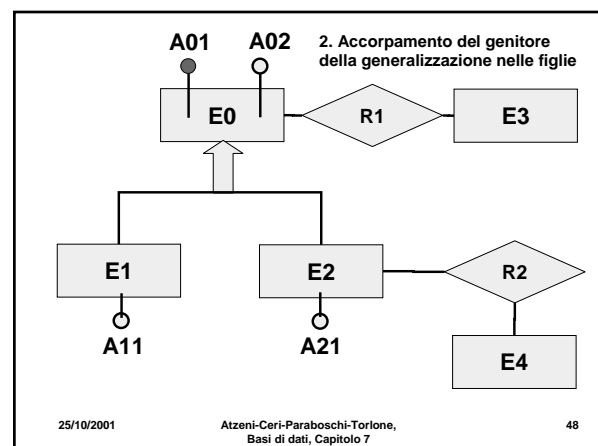 A01 A02
2. Accorpamento del genitore
della generalizzazione nelle figlie
E0 R1 E3
E1 E2 R2
A11 A21 E4
25/10/2001 Atzeni-Ceri-Paraboschi-Torlone, 48
Basi di dati, Capitolo 7